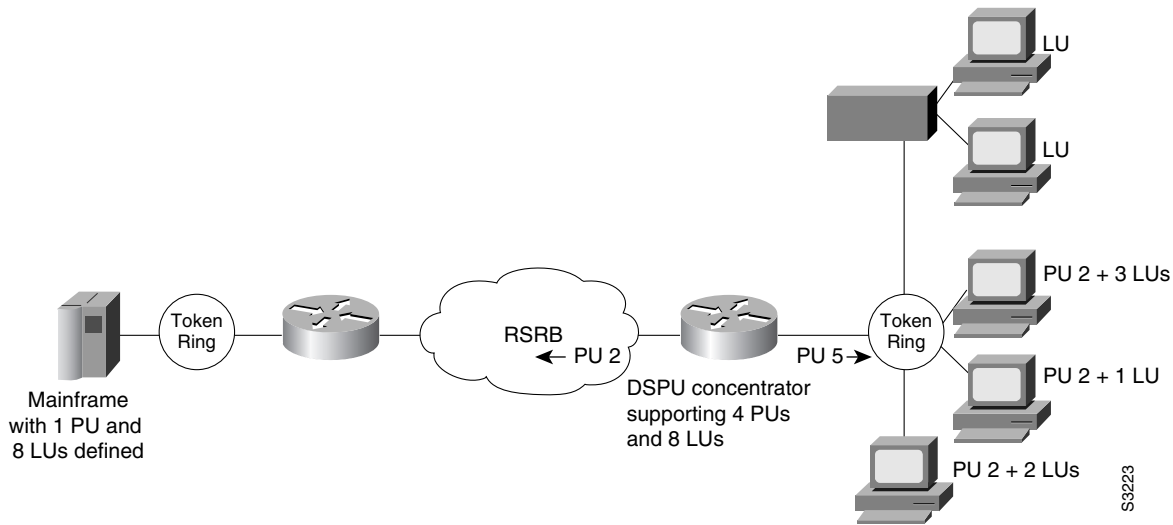 LU
LU
Token
Ring
RSRB
PU 2
PU 5
Token
Ring
PU 2 + 3 LUs
PU 2 + 1 LU
PU 2 + 2 LUs
Mainframe
with 1 PU and
8 LUs defined
DSPU concentrator
supporting 4 PUs
and 8 LUs
S3223